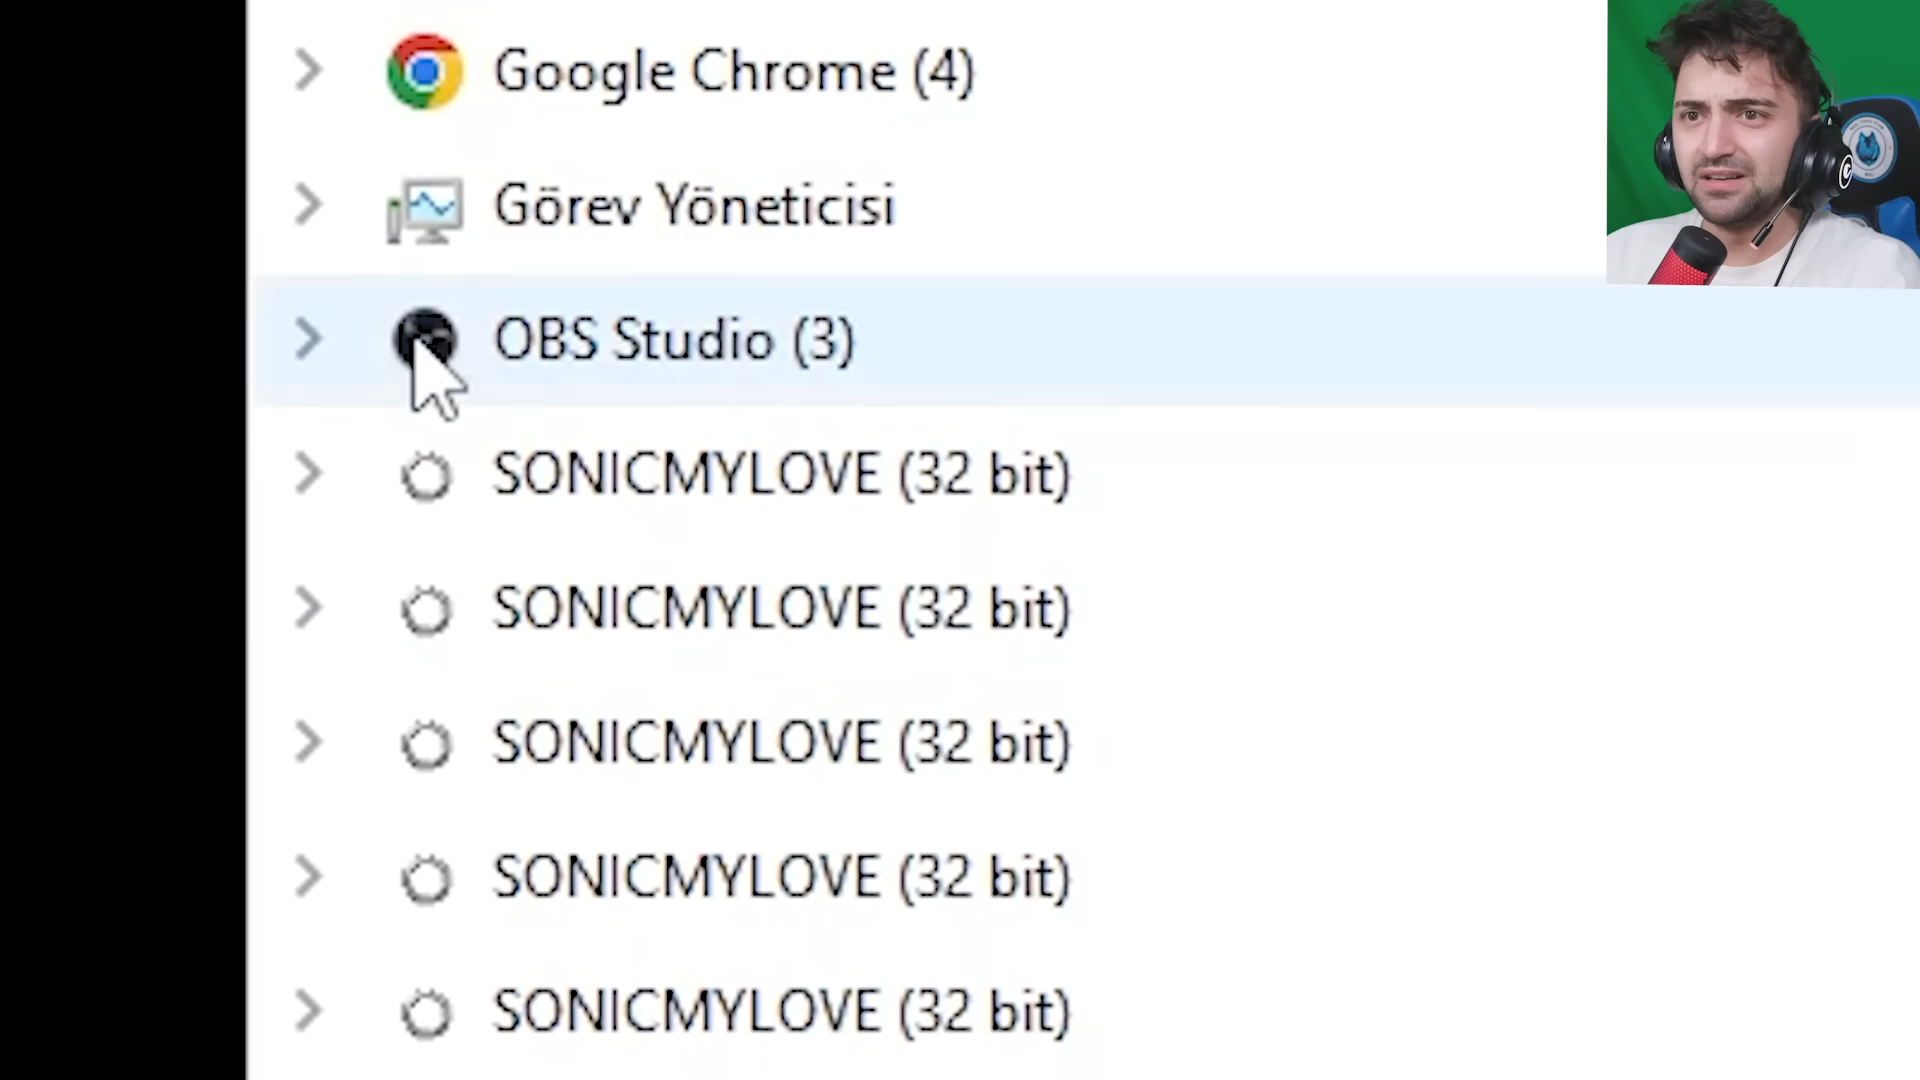 Google Chrome (4)
Görev Yöneticisi
OBS Studio (3)
SONICMYLOVE (32 bit)
SONICMYLOVE (32 bit)
SONICMYLOVE (32 bit)
SONICMYLOVE (32 bit)
SONICMYLOVE (32 bit)